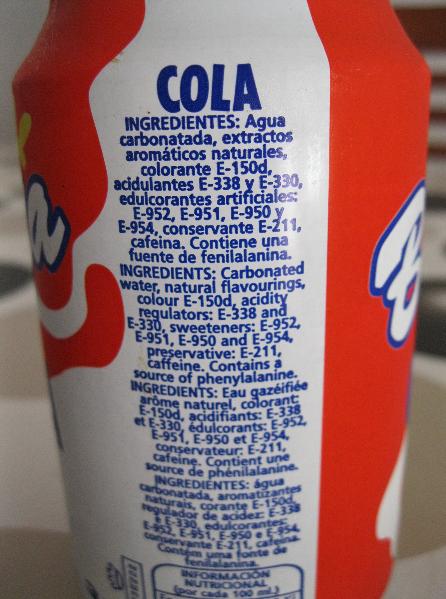 COLA
INGREDIENTES: Agua
carbonatada, extractos
aromáticos naturales,
colorante E-150d,
acidulantes E-338 y E-330,
edulcorantes artificiales:
E-952, E-951, E-950 y
E-954, conservante E-211,
cafeína. Contiene una
fuente de fenilalanina.
INGREDIENTS: Carbonated
water, natural flavourings,
colour E-150d, acidity
regulators: E-338 and
E-330, sweeteners: E-952,
E-951, E-950 and E-954,
preservative: E-211,
caffeine. Contains a
source of phenylalanine.
INGREDIENTS: Eau gazéifiée
arôme naturel, colorant:
E-150d, acidifiants: E-338
et E-330, édulcorants: E-952,
E-951, E-950 et E-954,
conservateur: E-211,
cafeine. Contient une
source de phénilalanine.
INGREDIENTES: água
carbonatada, aromatizantes
naturais, corante E-150d,
regulador de acidez: E-338
e E-330, edulcorantes:
E-952, E-951, E-950 e E-954,
conservante E-211, cafeína.
Contém uma fonte de
fenilalanina.
INFORMACIÓN
NUTRICIONAL
(por cada 100 ml.)